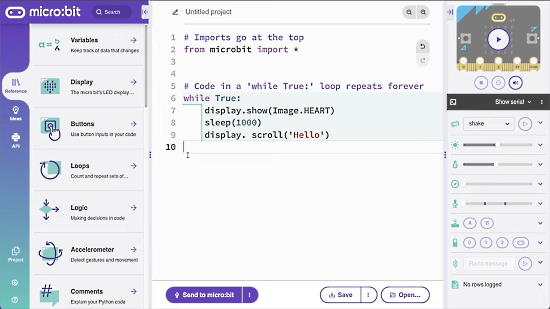 micro:bit
Search
Untitled project
Reference
Ideas
API
Project
Variables
Keep track of data that changes
Display
The micro:bit's LED display...
Buttons
Use button inputs in your code
Loops
Count and repeat sets of...
Logic
Making decisions in code
Accelerometer
Detect gestures and movement
Comments
Explain your Python code
1 # Imports go at the top
2 from microbit import *
3
4
5 # Code in a 'while True:' loop repeats forever
6 while True:
7 display.show(Image.HEART)
8 sleep(1000)
9 display. scroll('Hello')
10
Send to micro:bit
Save
Open...
Show serial
shake
A B
0 1 2
Radio message
No rows logged